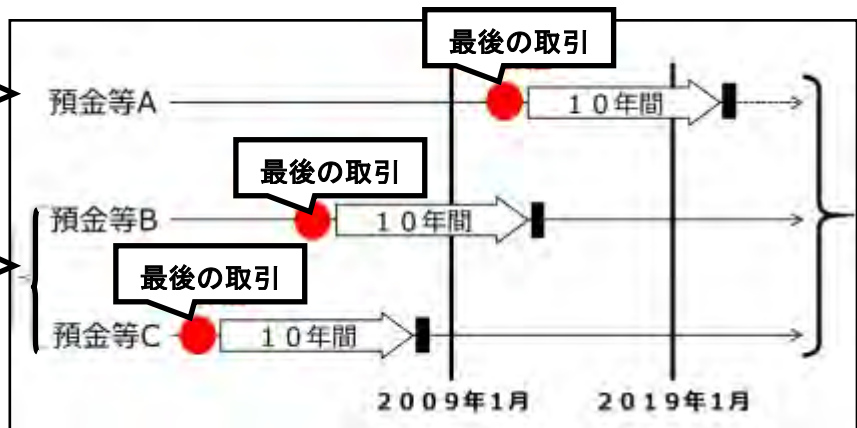 最後の取引
預金等A
10年間
最後の取引
預金等B
10年間
最後の取引
預金等C
10年間
2009年1月
2019年1月